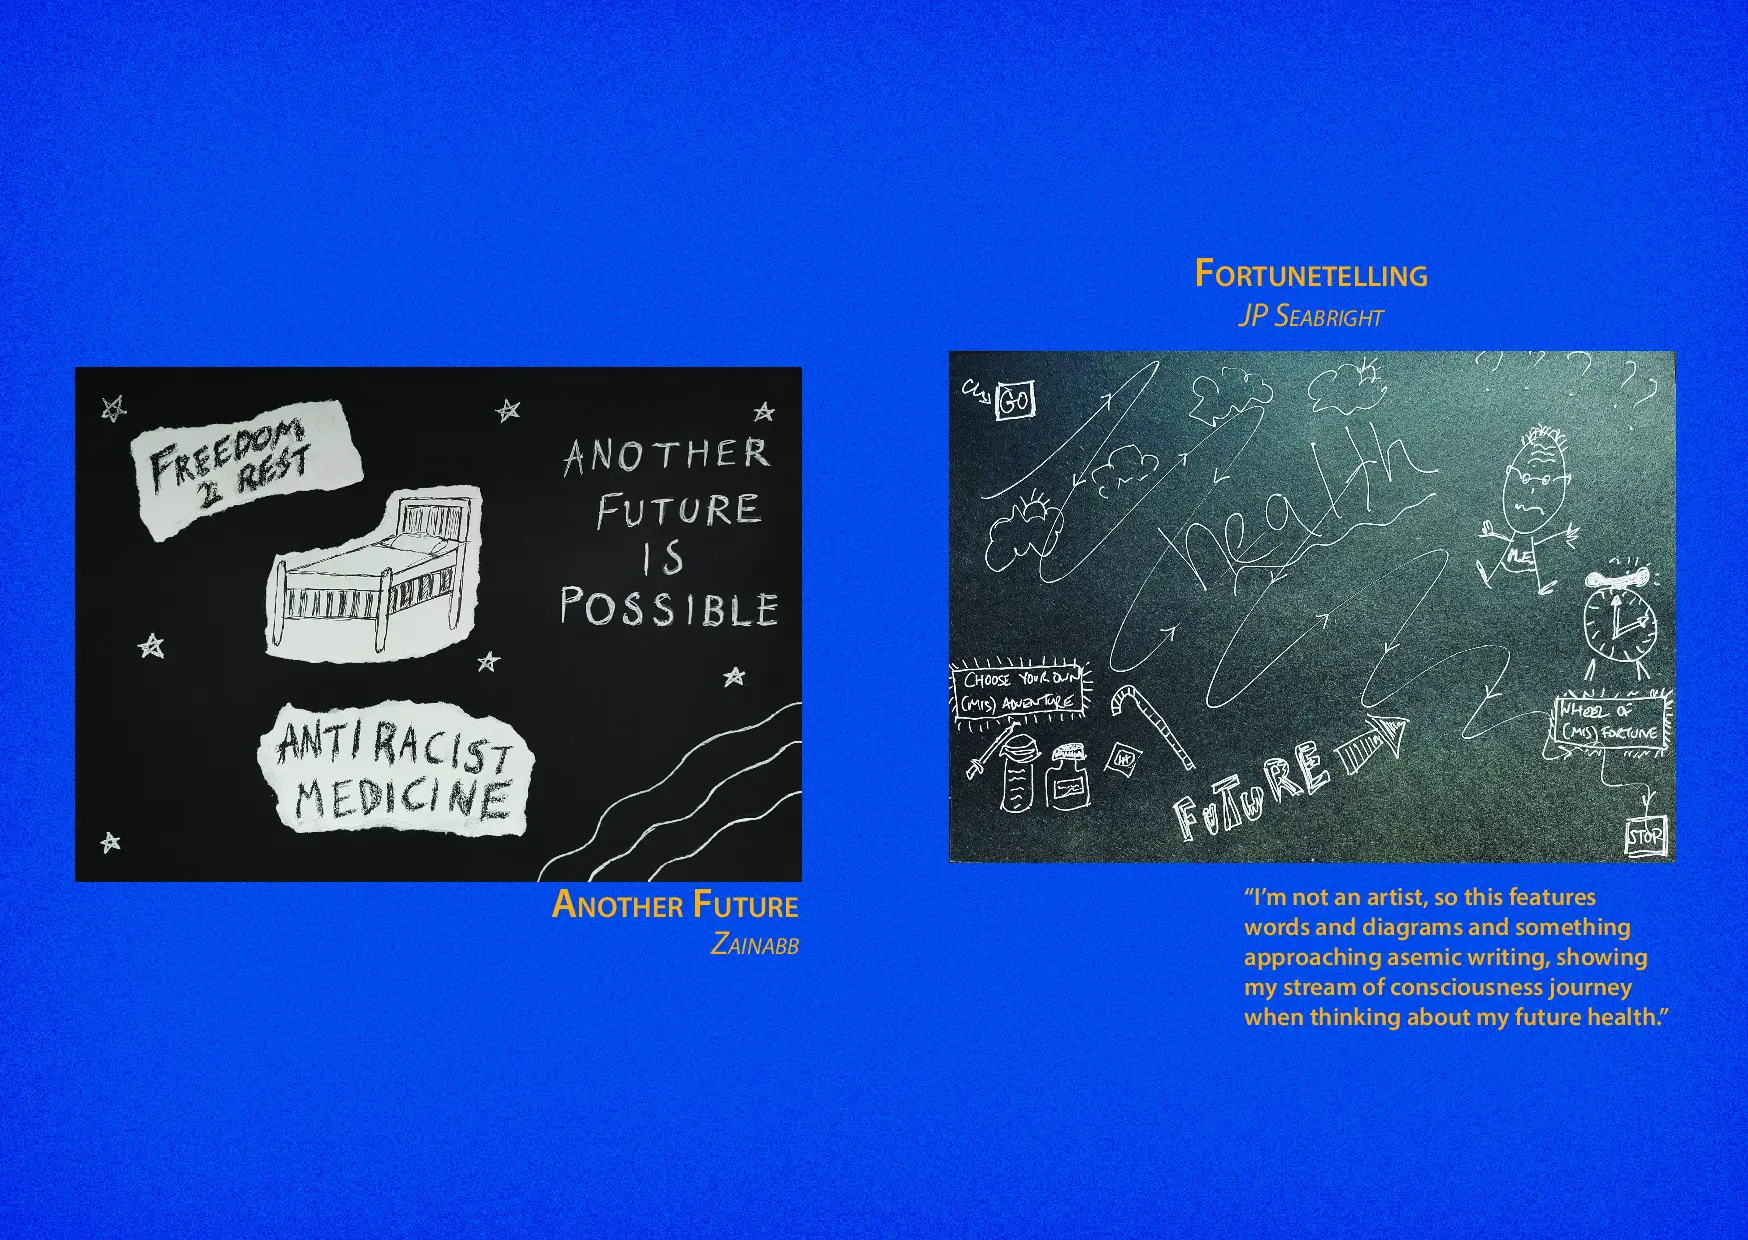 FREEDOM
2 REST
ANOTHER
FUTURE
IS
POSSIBLE
ANTIRACIST
MEDICINE
Another Future
Zainabb
Fortunetelling
JP Seabright
GO
health
M.E.
CHOOSE YOUR OWN
(MIS) ADVENTURE
WHEEL OF
(MIS) FORTUNE
FUTURE
STOP
“I’m not an artist, so this features
words and diagrams and something
approaching asemic writing, showing
my stream of consciousness journey
when thinking about my future health.”